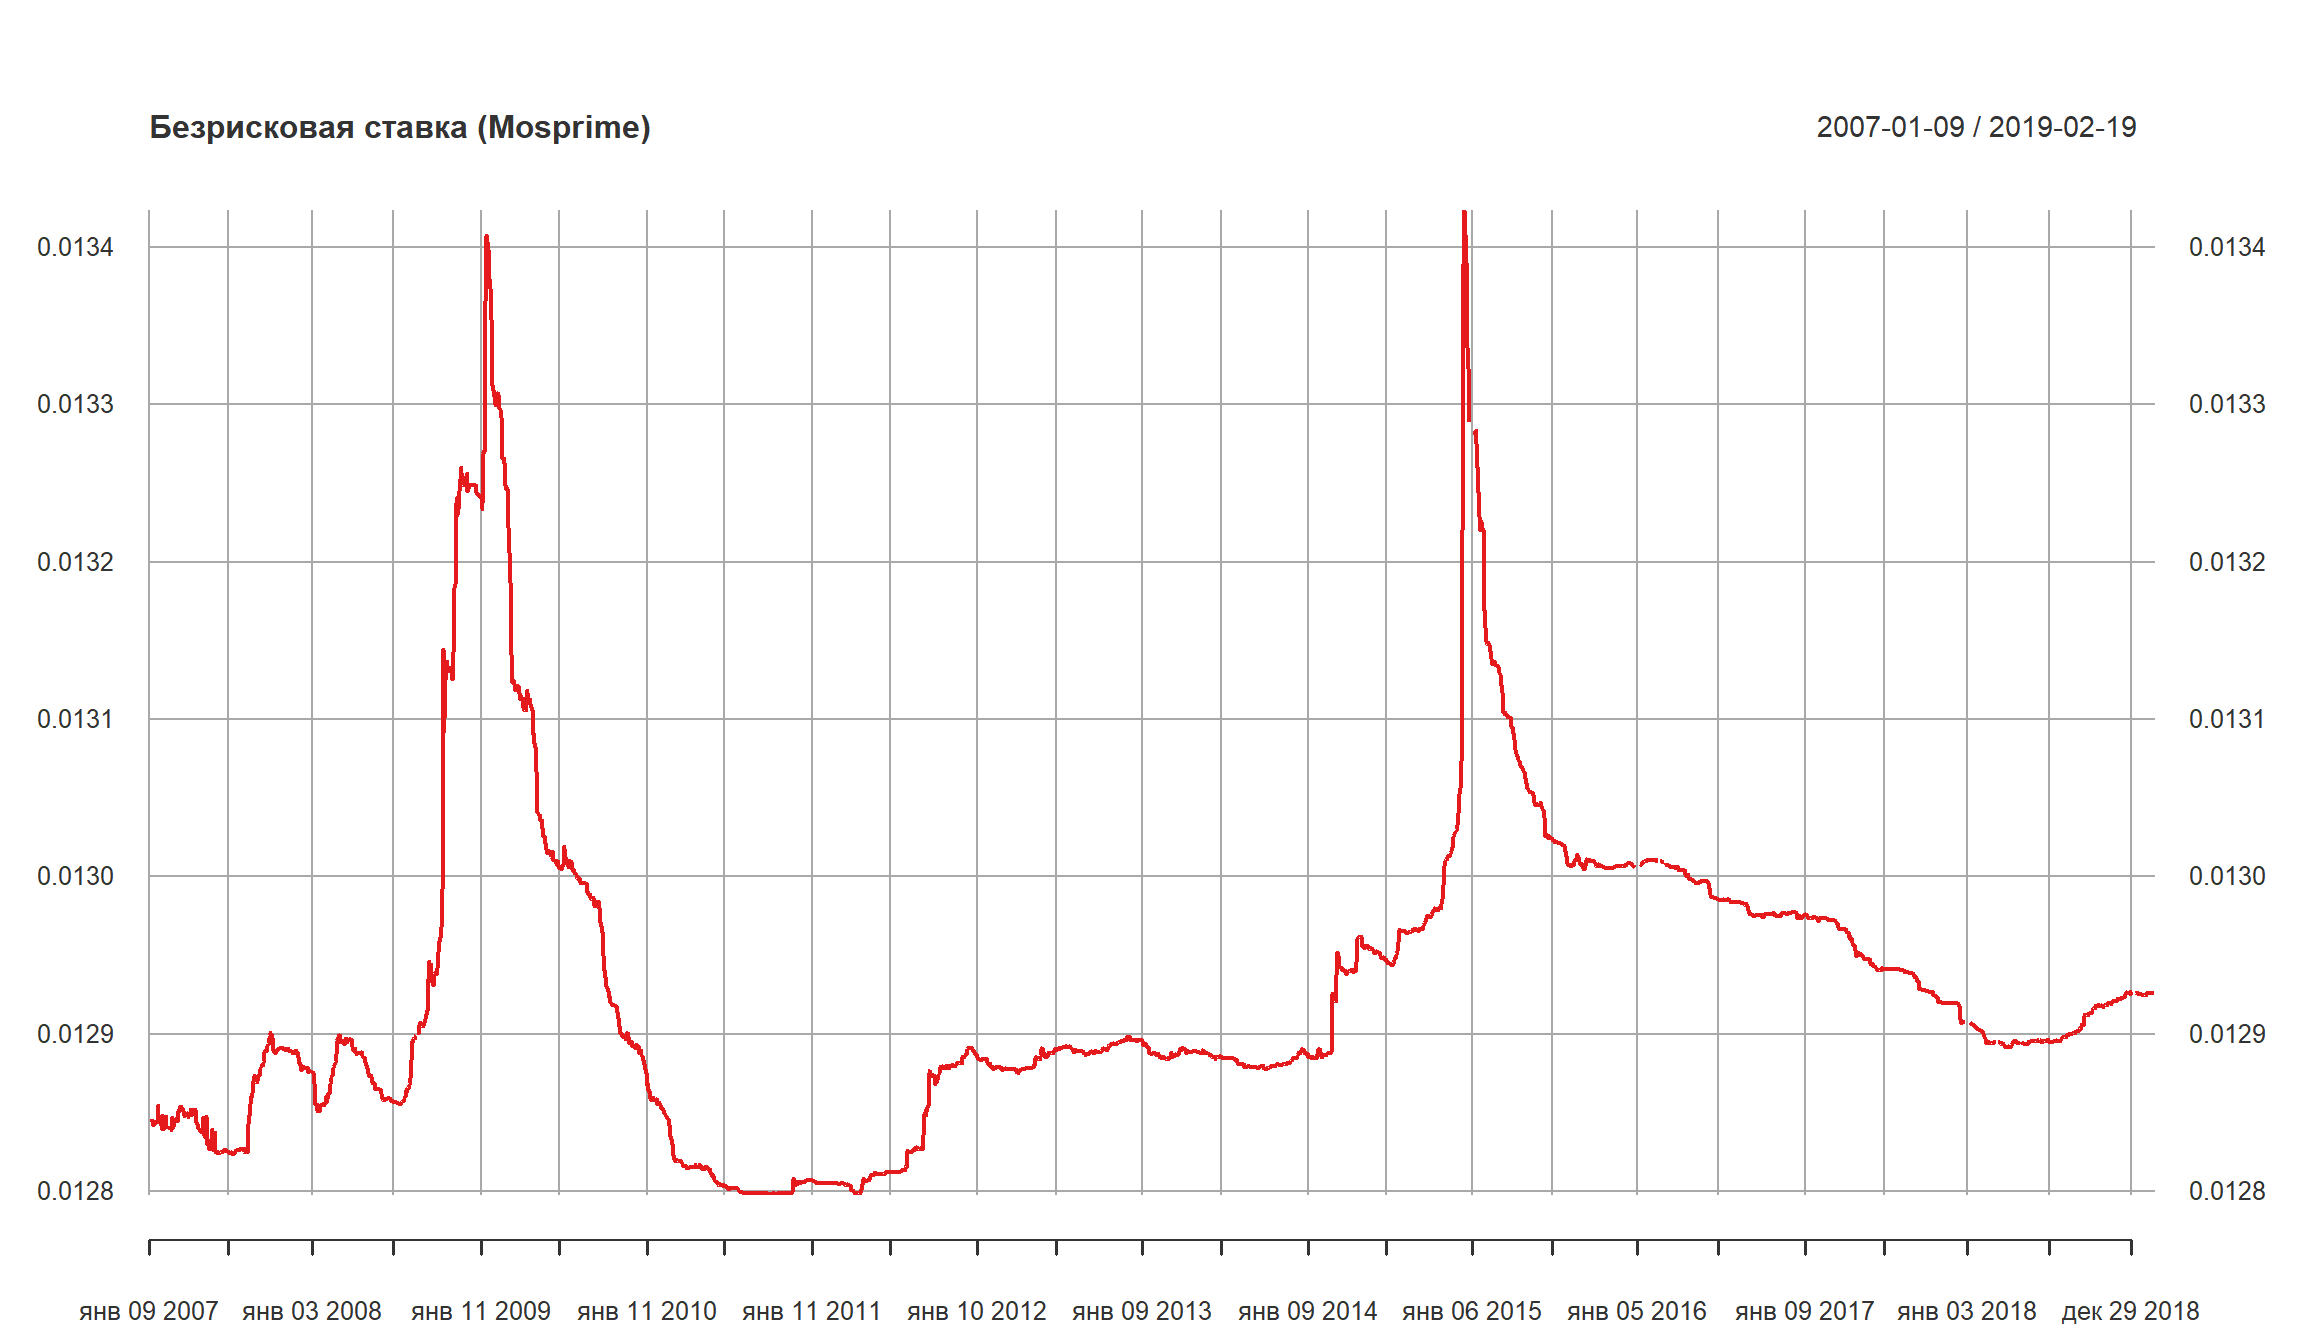 Безрисковая ставка (Mosprime)
2007-01-09 / 2019-02-19
0.0134
0.0134
0.0133
0.0133
0.0132
0.0132
0.0131
0.0131
0.0130
0.0130
0.0129
0.0129
0.0128
0.0128
янв 09 2007
янв 03 2008
янв 11 2009
янв 11 2010
янв 11 2011
янв 10 2012
янв 09 2013
янв 09 2014
янв 06 2015
янв 05 2016
янв 09 2017
янв 03 2018
дек 29 2018